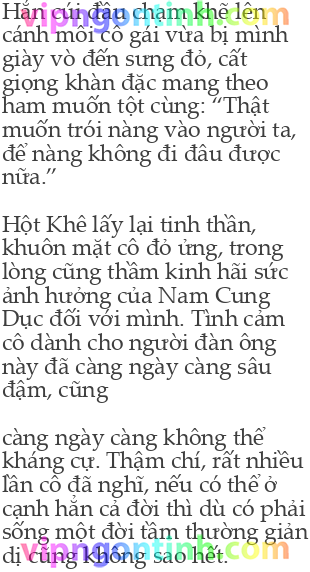 Hắn cúi đầu chạm khẽ lên
cánh môi cô gái vừa bị mình
giày vò đến sưng đỏ, cất
giọng khàn đặc mang theo
ham muốn tột cùng: “Thật
muốn trói nàng vào người ta,
để nàng không đi đâu được
nữa.”
Hột Khê lấy lại tinh thần,
khuôn mặt cô đỏ ửng, trong
lòng cũng thầm kinh hãi sức
ảnh hưởng của Nam Cung
Dục đối với mình. Tình cảm
cô dành cho người đàn ông
này đã càng ngày càng sâu
đậm, cũng
càng ngày càng không thể
kháng cự. Thậm chí, rất nhiều
lần cô đã nghĩ, nếu có thể ở
cạnh hắn cả đời thì dù có phải
sống một đời tầm thường giản
dị cũng không sao hết.
vipngontinh.com
vipngontinh.com